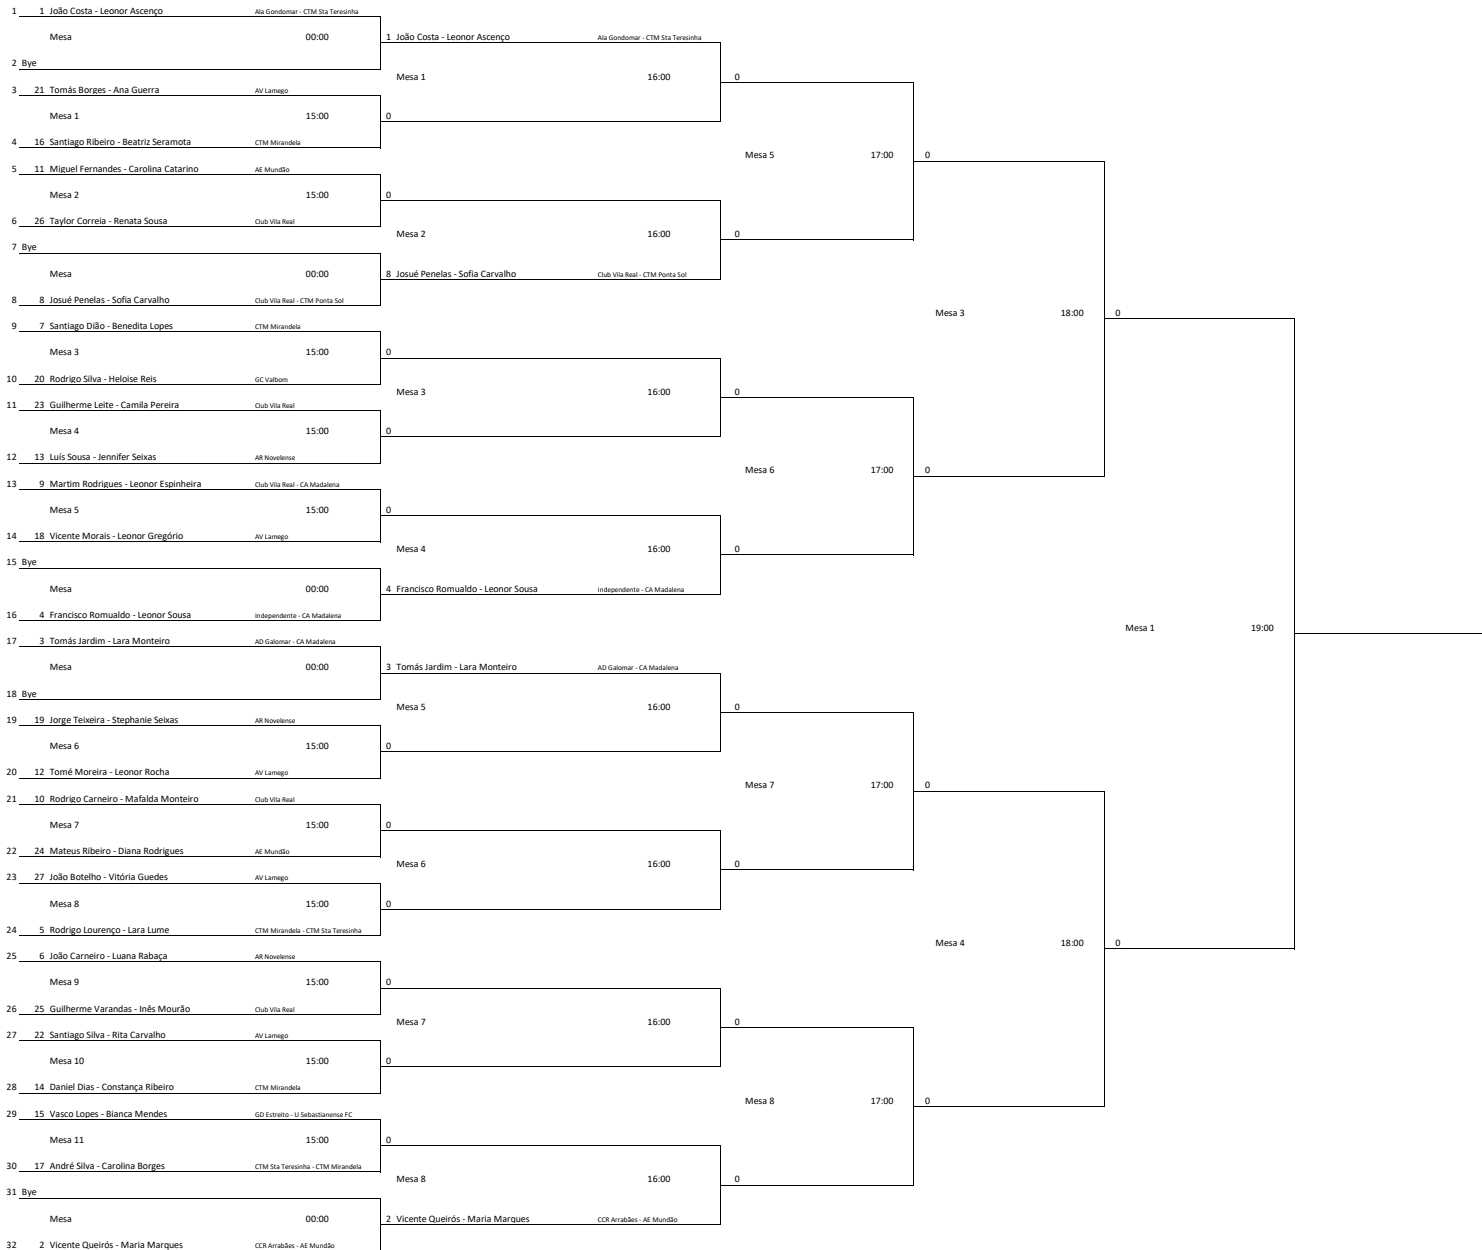 1 1 João Costa - Leonor Ascenço Ala Gondomar - CTM Sta Teresinha
Mesa 00:00
1 João Costa - Leonor Ascenço Ala Gondomar - CTM Sta Teresinha
2 Bye
Mesa 1 16:00
0
3 21 Tomás Borges - Ana Guerra AV Lamego
Mesa 1 15:00
0
4 16 Santiago Ribeiro - Beatriz Seramota CTM Mirandela
Mesa 5 17:00
0
5 11 Miguel Fernandes - Carolina Catarino AE Mundão
Mesa 2 15:00
0
6 26 Taylor Correia - Renata Sousa Club Vila Real
Mesa 2 16:00
0
7 Bye
Mesa 00:00
8 Josué Penelas - Sofia Carvalho Club Vila Real - CTM Ponta Sol
8 8 Josué Penelas - Sofia Carvalho Club Vila Real - CTM Ponta Sol
Mesa 3 18:00
0
9 7 Santiago Dião - Benedita Lopes CTM Mirandela
Mesa 3 15:00
0
10 20 Rodrigo Silva - Heloise Reis GC Valbom
Mesa 3 16:00
0
11 23 Guilherme Leite - Camila Pereira Club Vila Real
Mesa 4 15:00
0
12 13 Luís Sousa - Jennifer Seixas AR Novelense
Mesa 6 17:00
0
13 9 Martim Rodrigues - Leonor Espinheira Club Vila Real - CA Madalena
Mesa 5 15:00
0
14 18 Vicente Morais - Leonor Gregório AV Lamego
Mesa 4 16:00
0
15 Bye
Mesa 00:00
4 Francisco Romualdo - Leonor Sousa Independente - CA Madalena
16 4 Francisco Romualdo - Leonor Sousa Independente - CA Madalena
Mesa 1 19:00
17 3 Tomás Jardim - Lara Monteiro AD Galomar - CA Madalena
Mesa 00:00
3 Tomás Jardim - Lara Monteiro AD Galomar - CA Madalena
18 Bye
Mesa 5 16:00
0
19 19 Jorge Teixeira - Stephanie Seixas AR Novelense
Mesa 6 15:00
0
20 12 Tomé Moreira - Leonor Rocha AV Lamego
Mesa 7 17:00
0
21 10 Rodrigo Carneiro - Mafalda Monteiro Club Vila Real
Mesa 7 15:00
0
22 24 Mateus Ribeiro - Diana Rodrigues AE Mundão
Mesa 6 16:00
0
23 27 João Botelho - Vitória Guedes AV Lamego
Mesa 8 15:00
0
24 5 Rodrigo Lourenço - Lara Lume CTM Mirandela - CTM Sta Teresinha
Mesa 4 18:00
0
25 6 João Carneiro - Luana Rabaça AR Novelense
Mesa 9 15:00
0
26 25 Guilherme Varandas - Inês Mourão Club Vila Real
Mesa 7 16:00
0
27 22 Santiago Silva - Rita Carvalho AV Lamego
Mesa 10 15:00
0
28 14 Daniel Dias - Constança Ribeiro CTM Mirandela
Mesa 8 17:00
0
29 15 Vasco Lopes - Bianca Mendes GD Estreito - U Sebastianense FC
Mesa 11 15:00
0
30 17 André Silva - Carolina Borges CTM Sta Teresinha - CTM Mirandela
Mesa 8 16:00
0
31 Bye
Mesa 00:00
2 Vicente Queirós - Maria Marques CCR Arrabães - AE Mundão
32 2 Vicente Queirós - Maria Marques CCR Arrabães - AE Mundão